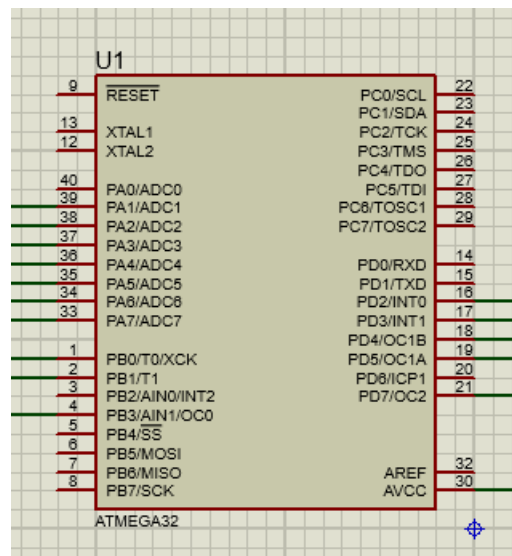 U1
9 RESET
13 XTAL1
12 XTAL2
40 PA0/ADC0
39 PA1/ADC1
38 PA2/ADC2
37 PA3/ADC3
36 PA4/ADC4
35 PA5/ADC5
34 PA6/ADC6
33 PA7/ADC7
1 PB0/T0/XCK
2 PB1/T1
3 PB2/AIN0/INT2
4 PB3/AIN1/OC0
5 PB4/SS
6 PB5/MOSI
7 PB6/MISO
8 PB7/SCK
PC0/SCL 22
PC1/SDA 23
PC2/TCK 24
PC3/TMS 25
PC4/TDO 26
PC5/TDI 27
PC6/TOSC1 28
PC7/TOSC2 29
PD0/RXD 14
PD1/TXD 15
PD2/INT0 16
PD3/INT1 17
PD4/OC1B 18
PD5/OC1A 19
PD6/ICP1 20
PD7/OC2 21
AREF 32
AVCC 30
ATMEGA32